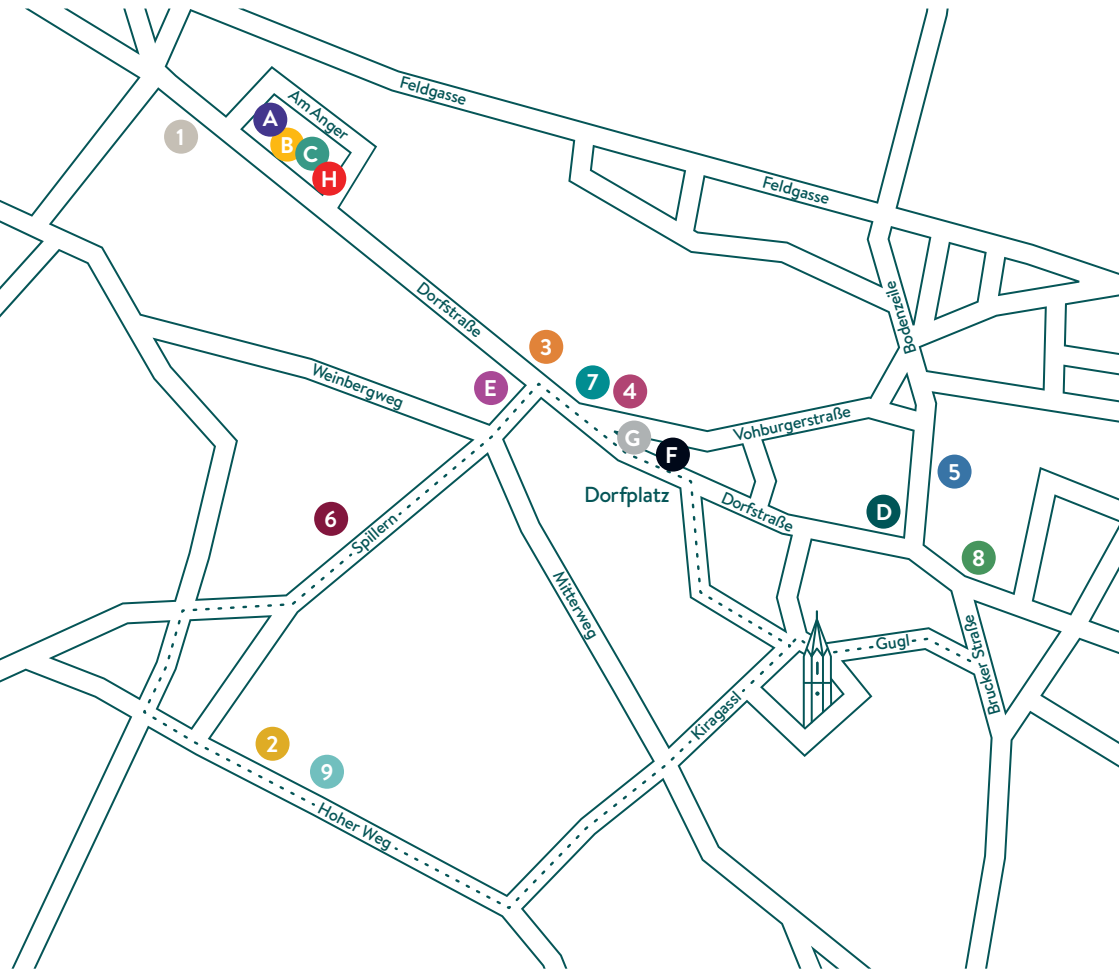 Feldgasse
Am Anger
A
B
C
H
1
Feldgasse
Dorfstraße
Bodenzeile
3
7
4
E
Weinbergweg
Vohburgerstraße
G
F
5
Dorfplatz
Dorfstraße
D
6
Spillern
8
Mitterweg
Gugl
Brucker Straße
Kiragassl
2
9
Hoher Weg